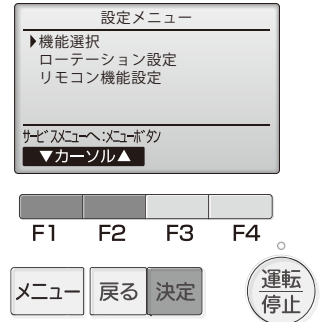 設定メニュー
▶機能選択
ローテーション設定
リモコン機能設定
ｻｰﾋﾞｽﾒﾆｭｰへ:ﾒﾆｭｰﾎﾞﾀﾝ
▼カーソル▲
F1 F2 F3 F4
メニュー 戻る 決定 運転
停止